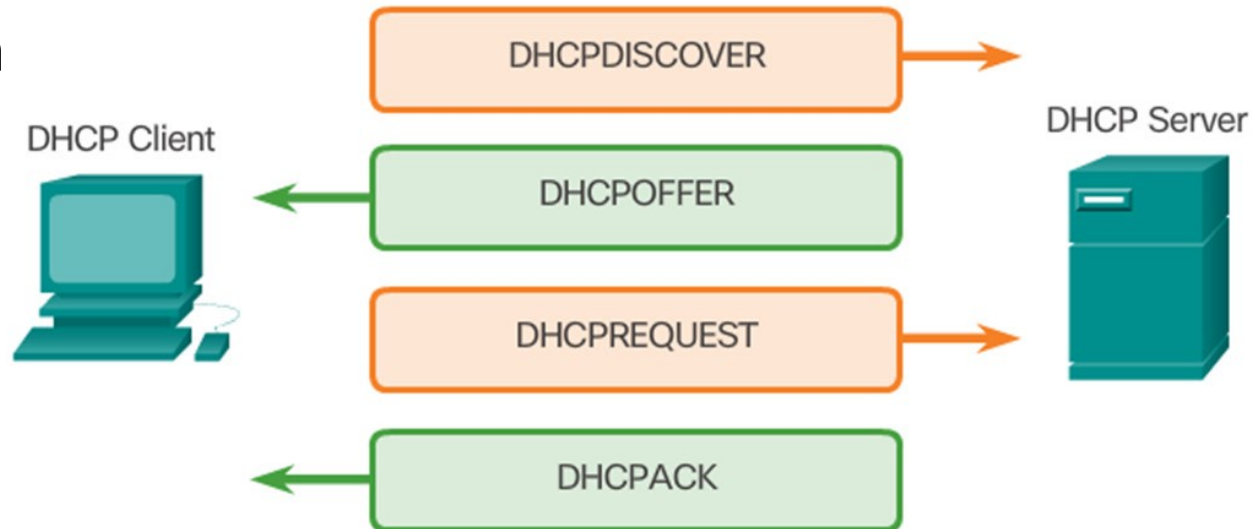 DHCPDISCOVER
DHCP Client
DHCP Server
DHCPOFFER
DHCPREQUEST
DHCPACK